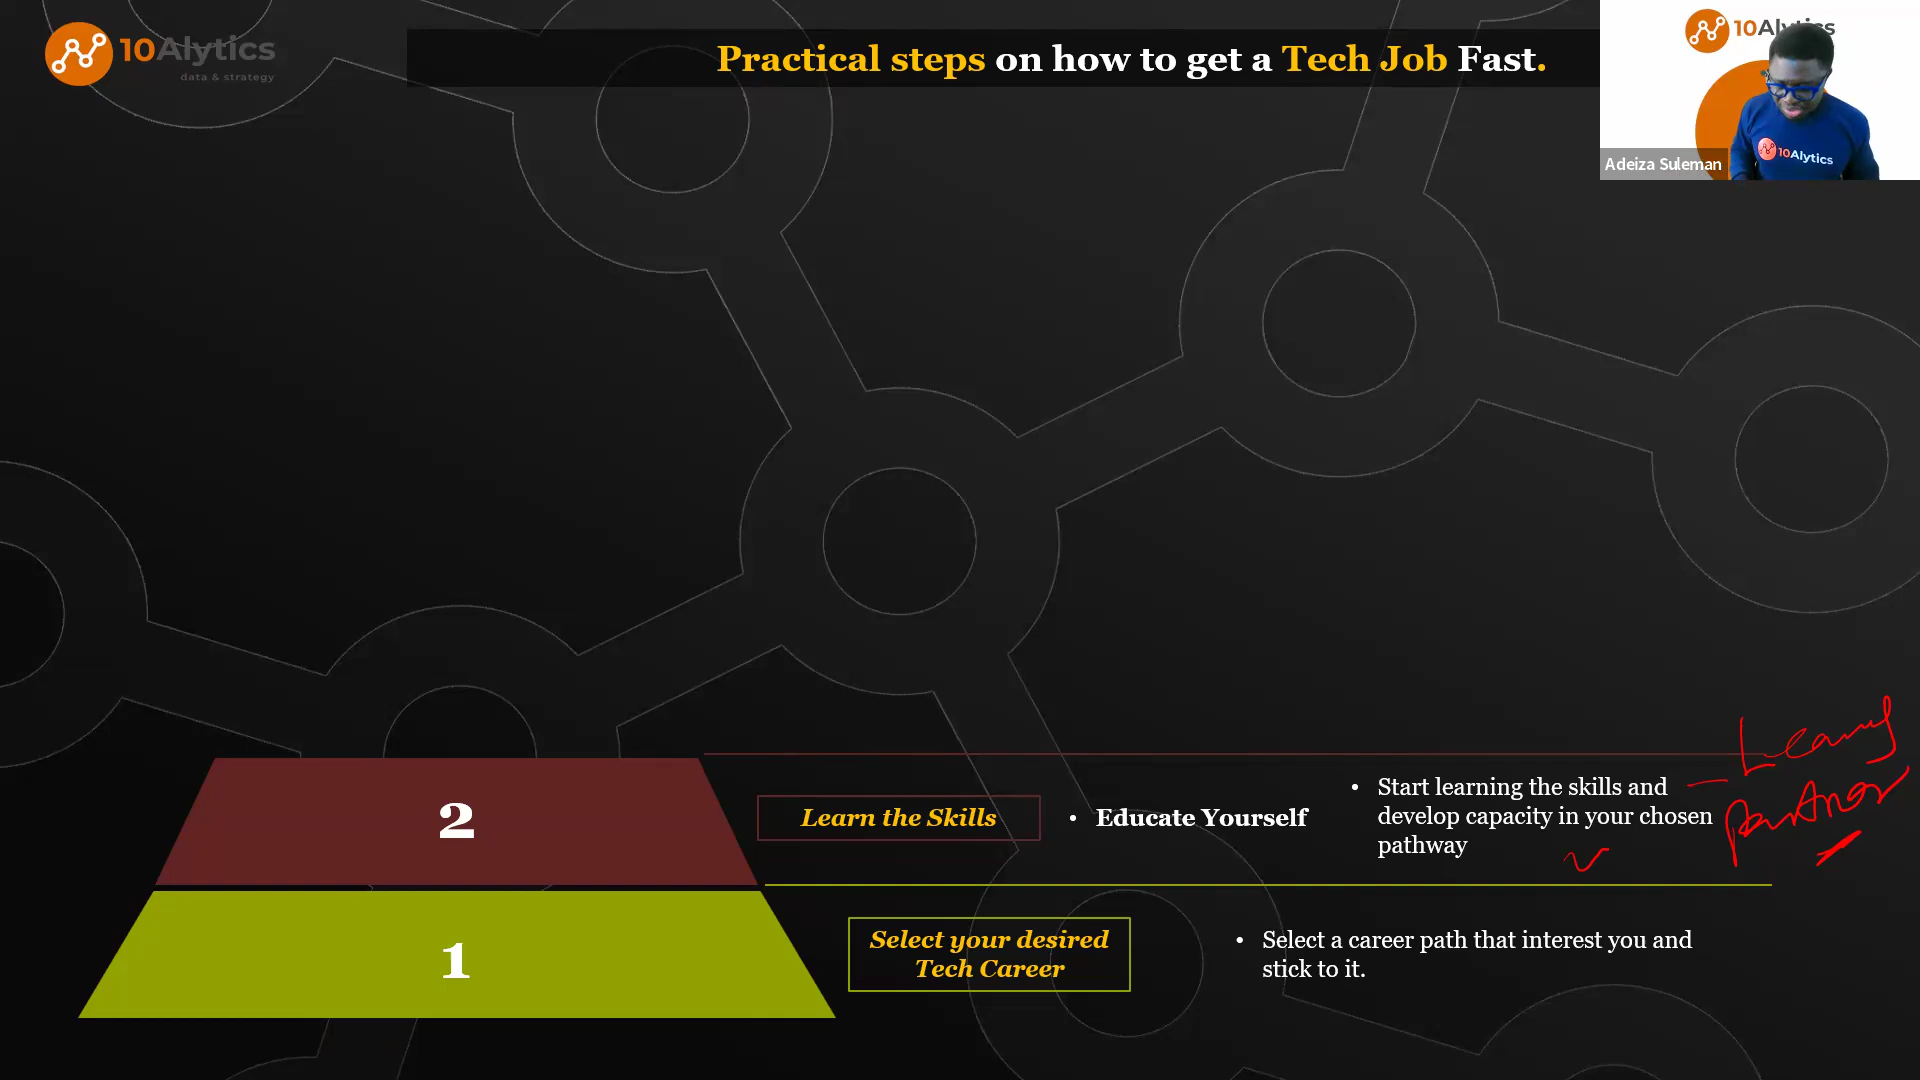 10Alytics
data & strategy
Practical steps on how to get a Tech Job Fast.
10Alytics
10Alytics
Adeiza Suleman
2
Learn the Skills
• Educate Yourself
• Start learning the skills and
develop capacity in your chosen
pathway
Learning
Partner
1
Select your desired
Tech Career
• Select a career path that interest you and
stick to it.